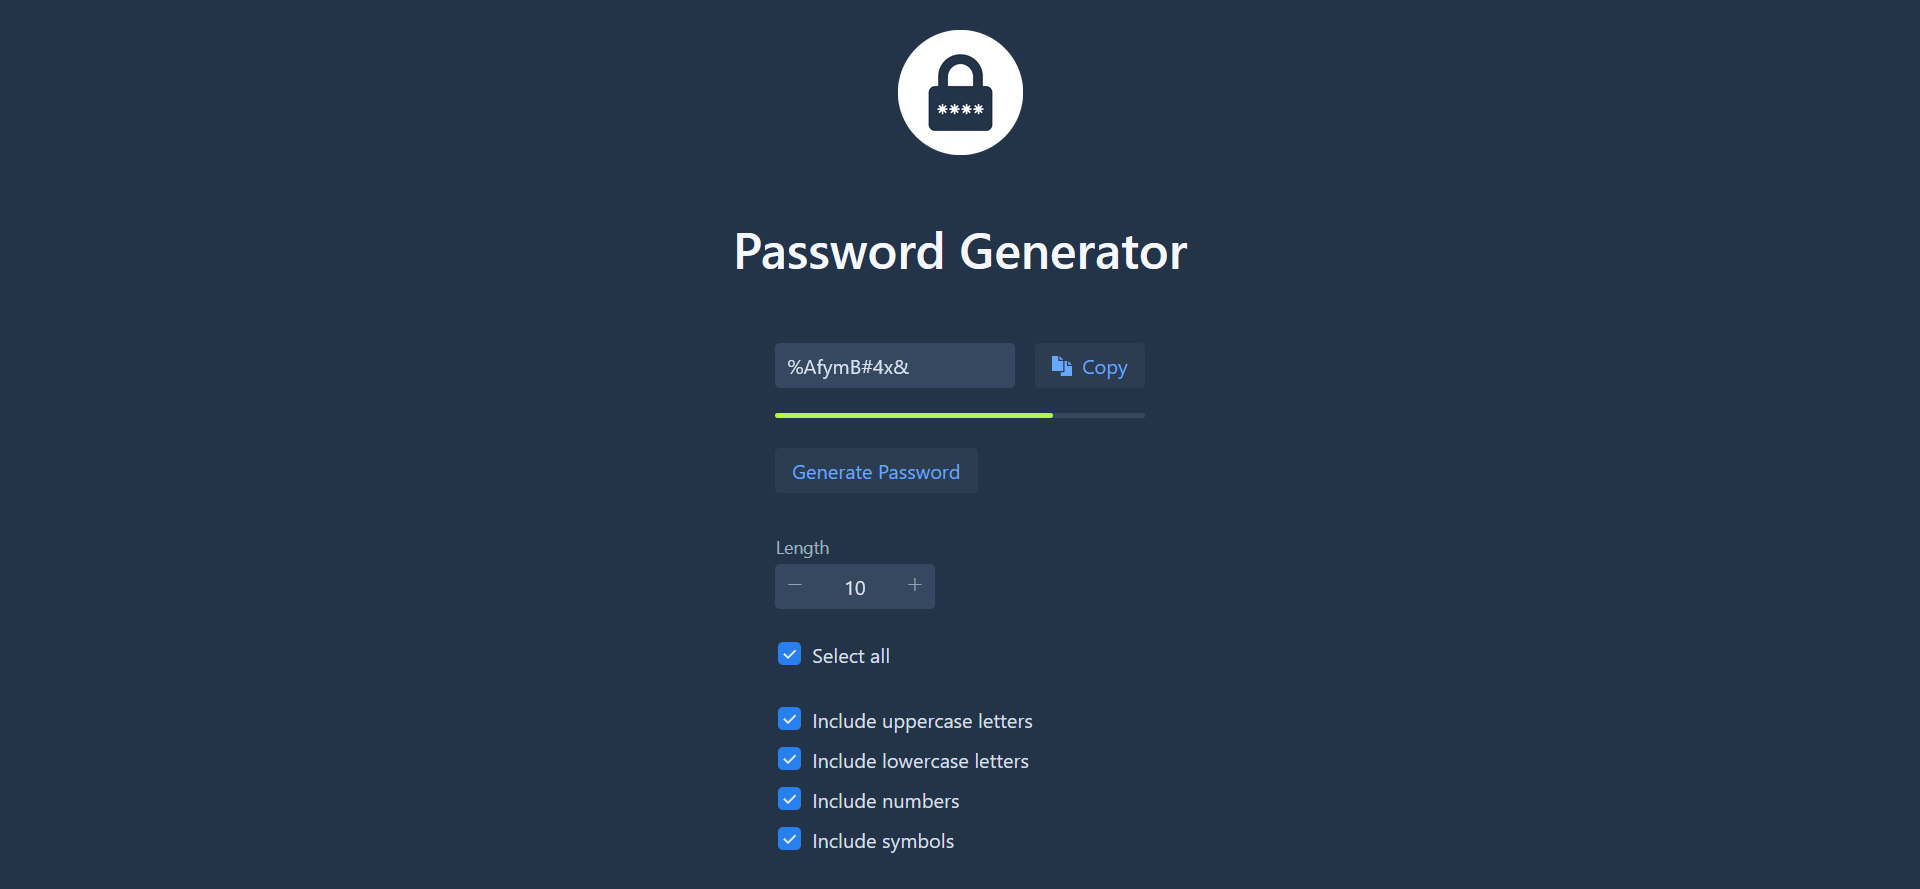 ****
Password Generator
%AfymB#4x&
Copy
Generate Password
Length
10
Select all
Include uppercase letters
Include lowercase letters
Include numbers
Include symbols